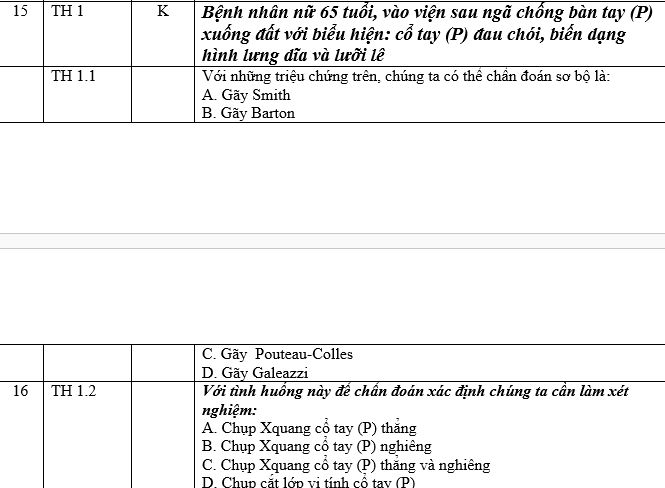 15 TH 1 K Bệnh nhân nữ 65 tuổi, vào viện sau ngã chống bàn tay (P)
xuống đất với biểu hiện: cổ tay (P) đau chói, biến dạng
hình lưng dĩa và lưỡi lê
TH 1.1 Với những triệu chứng trên, chúng ta có thể chẩn đoán sơ bộ là:
A. Gãy Smith
B. Gãy Barton
C. Gãy Pouteau-Colles
D. Gãy Galeazzi
16 TH 1.2 Với tình huống này để chẩn đoán xác định chúng ta cần làm xét
nghiệm:
A. Chụp Xquang cổ tay (P) thẳng
B. Chụp Xquang cổ tay (P) nghiêng
C. Chụp Xquang cổ tay (P) thẳng và nghiêng
D. Chụp cắt lớp vi tính cổ tay (P)